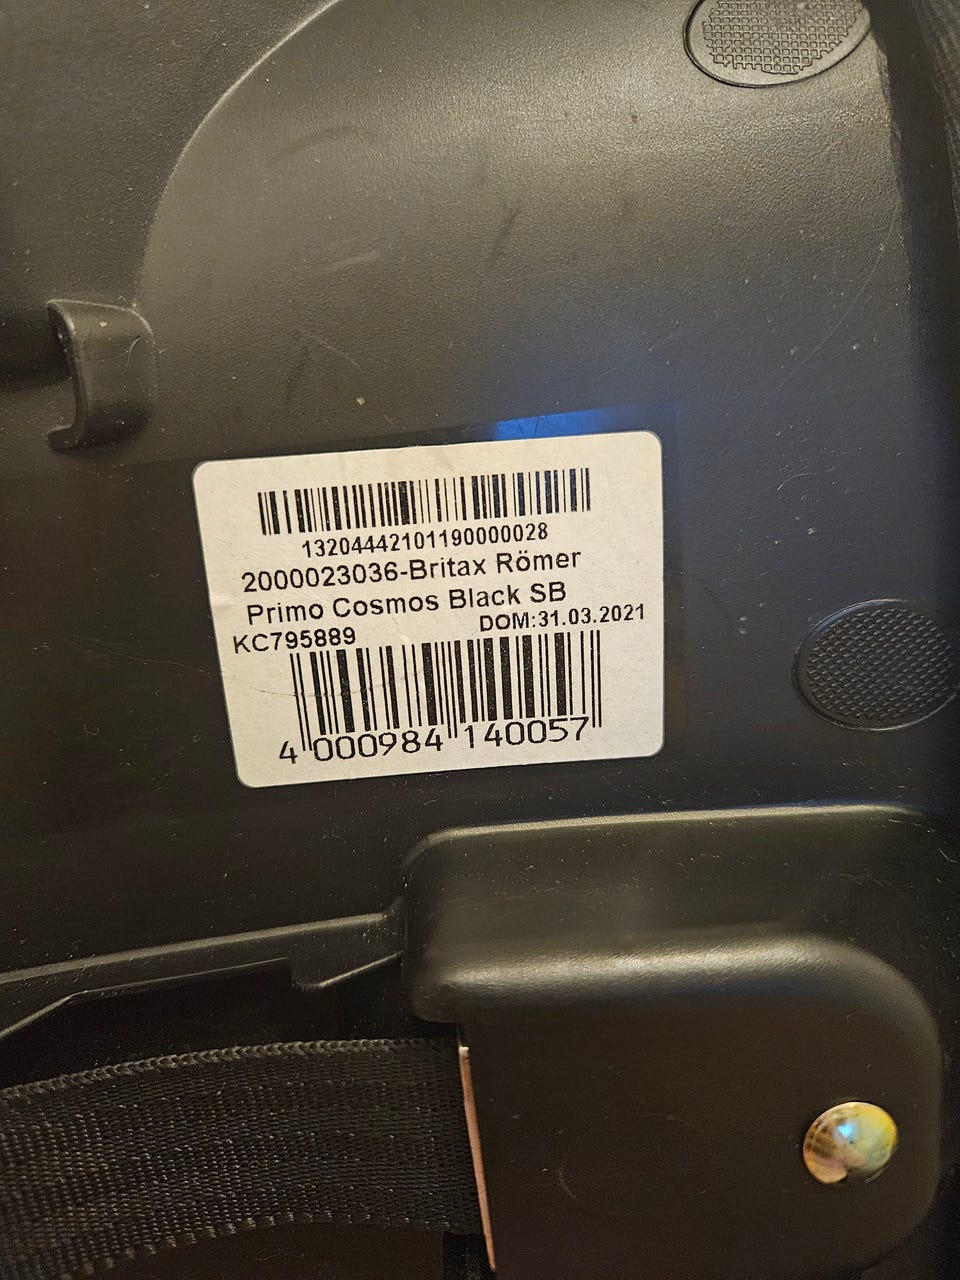 13204442101190000028
2000023036-Britax Römer
Primo Cosmos Black SB
KC795889 DOM:31.03.2021
4 000984 140057